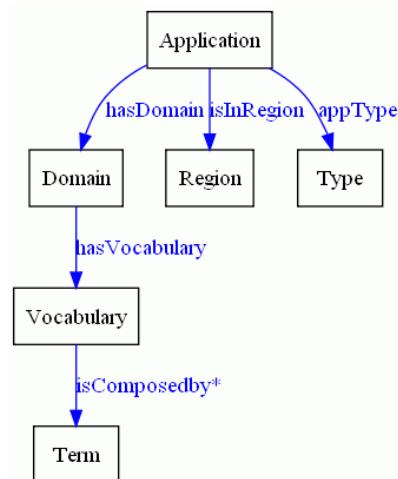 Application
hasDomain isInRegion appType
Domain Region Type
hasVocabulary
Vocabulary
isComposedby*
Term